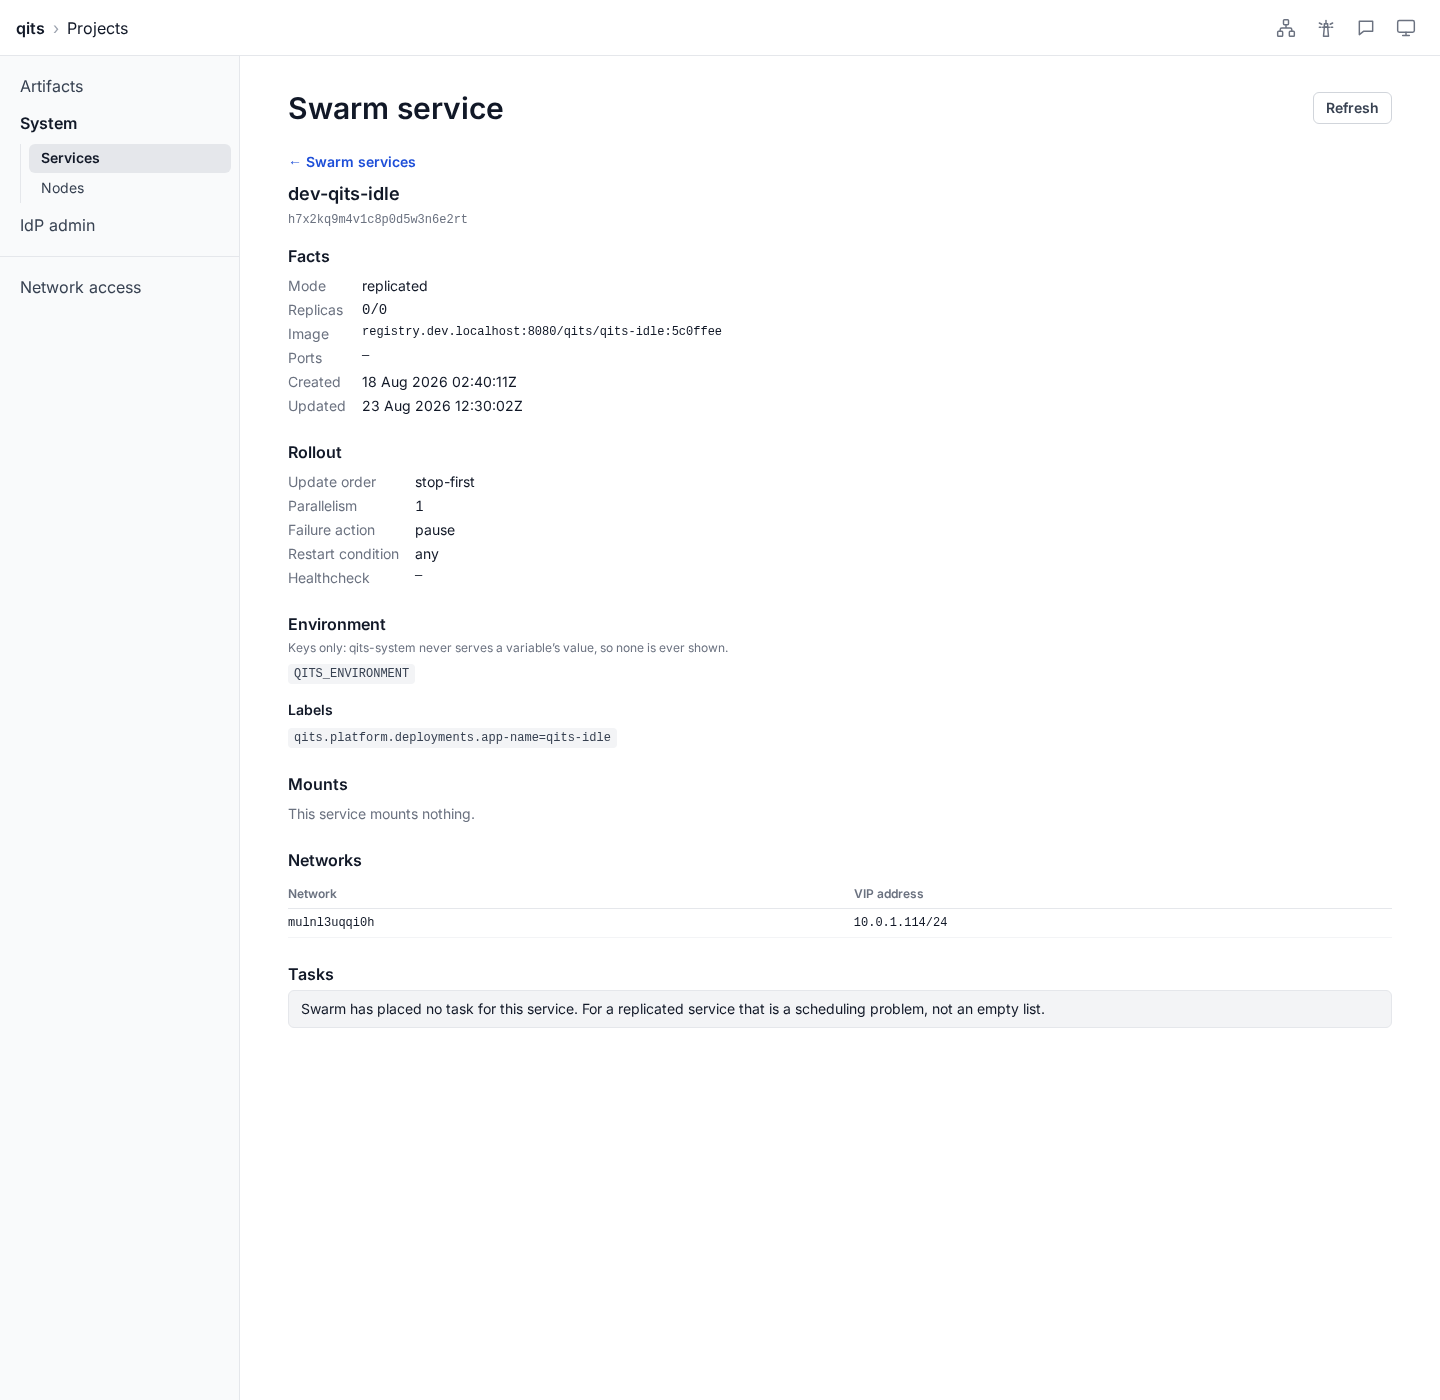 qits › Projects
Artifacts
System
Services
Nodes
IdP admin
Network access
Swarm service
Refresh
← Swarm services
dev-qits-idle
h7x2kq9m4v1c8p0d5w3n6e2rt
Facts
Mode replicated
Replicas 0/0
Image registry.dev.localhost:8080/qits/qits-idle:5c0ffee
Ports –
Created 18 Aug 2026 02:40:11Z
Updated 23 Aug 2026 12:30:02Z
Rollout
Update order stop-first
Parallelism 1
Failure action pause
Restart condition any
Healthcheck –
Environment
Keys only: qits-system never serves a variable’s value, so none is ever shown.
QITS_ENVIRONMENT
Labels
qits.platform.deployments.app-name=qits-idle
Mounts
This service mounts nothing.
Networks
Network VIP address
mulnl3uqqi0h 10.0.1.114/24
Tasks
Swarm has placed no task for this service. For a replicated service that is a scheduling problem, not an empty list.